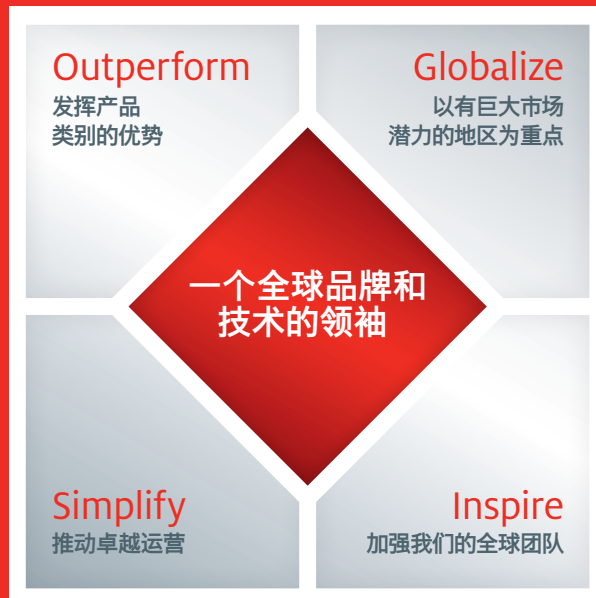 Outperform
发挥产品
类别的优势
Globalize
以有巨大市场
潜力的地区为重点
一个全球品牌和
技术的领袖
Simplify
推动卓越运营
Inspire
加强我们的全球团队